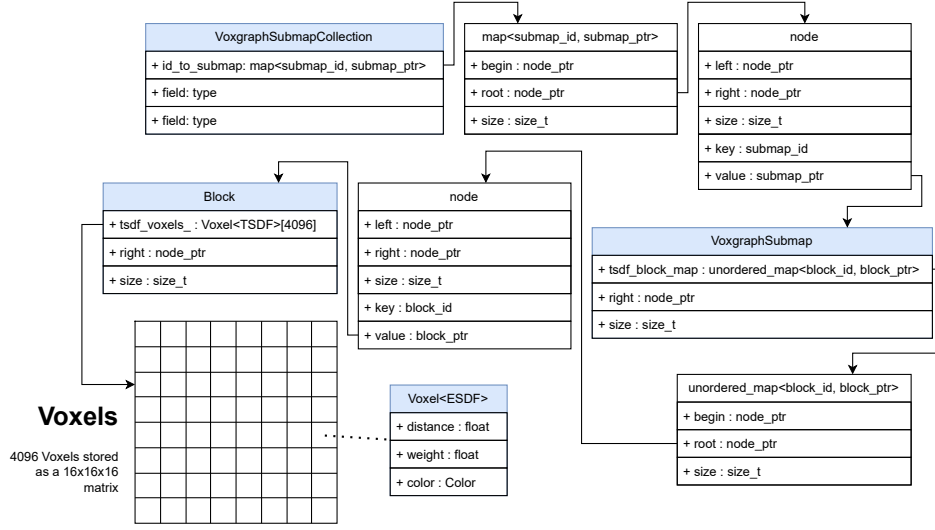 VoxgraphSubmapCollection
+ id_to_submap: map<submap_id, submap_ptr>
+ field: type
+ field: type
map<submap_id, submap_ptr>
+ begin : node_ptr
+ root : node_ptr
+ size : size_t
node
+ left : node_ptr
+ right : node_ptr
+ size : size_t
+ key : submap_id
+ value : submap_ptr
Block
+ tsdf_voxels_ : Voxel<TSDF>[4096]
+ right : node_ptr
+ size : size_t
node
+ left : node_ptr
+ right : node_ptr
+ size : size_t
+ key : block_id
+ value : block_ptr
VoxgraphSubmap
+ tsdf_block_map : unordered_map<block_id, block_ptr>
+ right : node_ptr
+ size : size_t
Voxels
4096 Voxels stored
as a 16x16x16
matrix
Voxel<ESDF>
+ distance : float
+ weight : float
+ color : Color
unordered_map<block_id, block_ptr>
+ begin : node_ptr
+ root : node_ptr
+ size : size_t